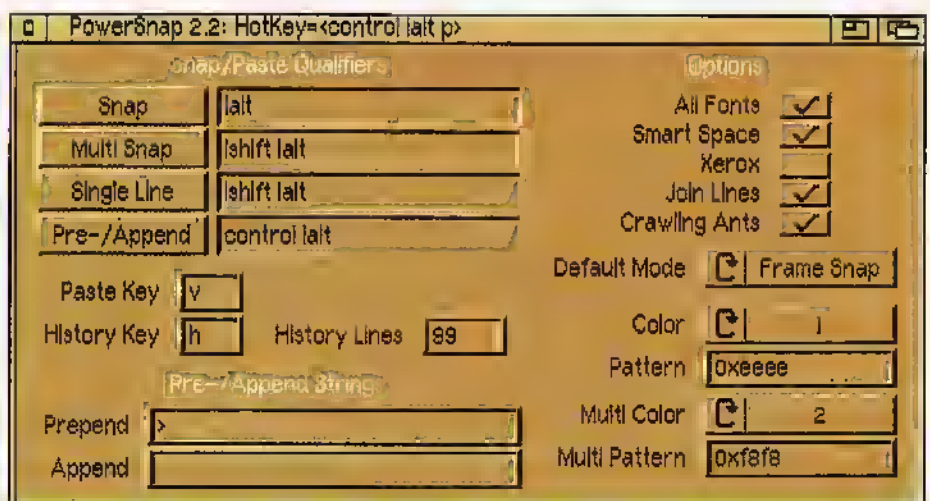 PowerSnap 2.2: HotKey=<control lalt p>
Snap/Paste Qualifiers
Snap lalt
Multi Snap lshift lalt
Single Line lshift lalt
Pre-/Append control lalt
Paste Key v
History Key h History Lines 99
Pre-/Append Strings
Prepend >
Append
Options
All Fonts
Smart Space
Xerox
Join Lines
Crawling Ants
Default Mode Frame Snap
Color 1
Pattern 0xeeee
Multi Color 2
Multi Pattern 0xf8f8